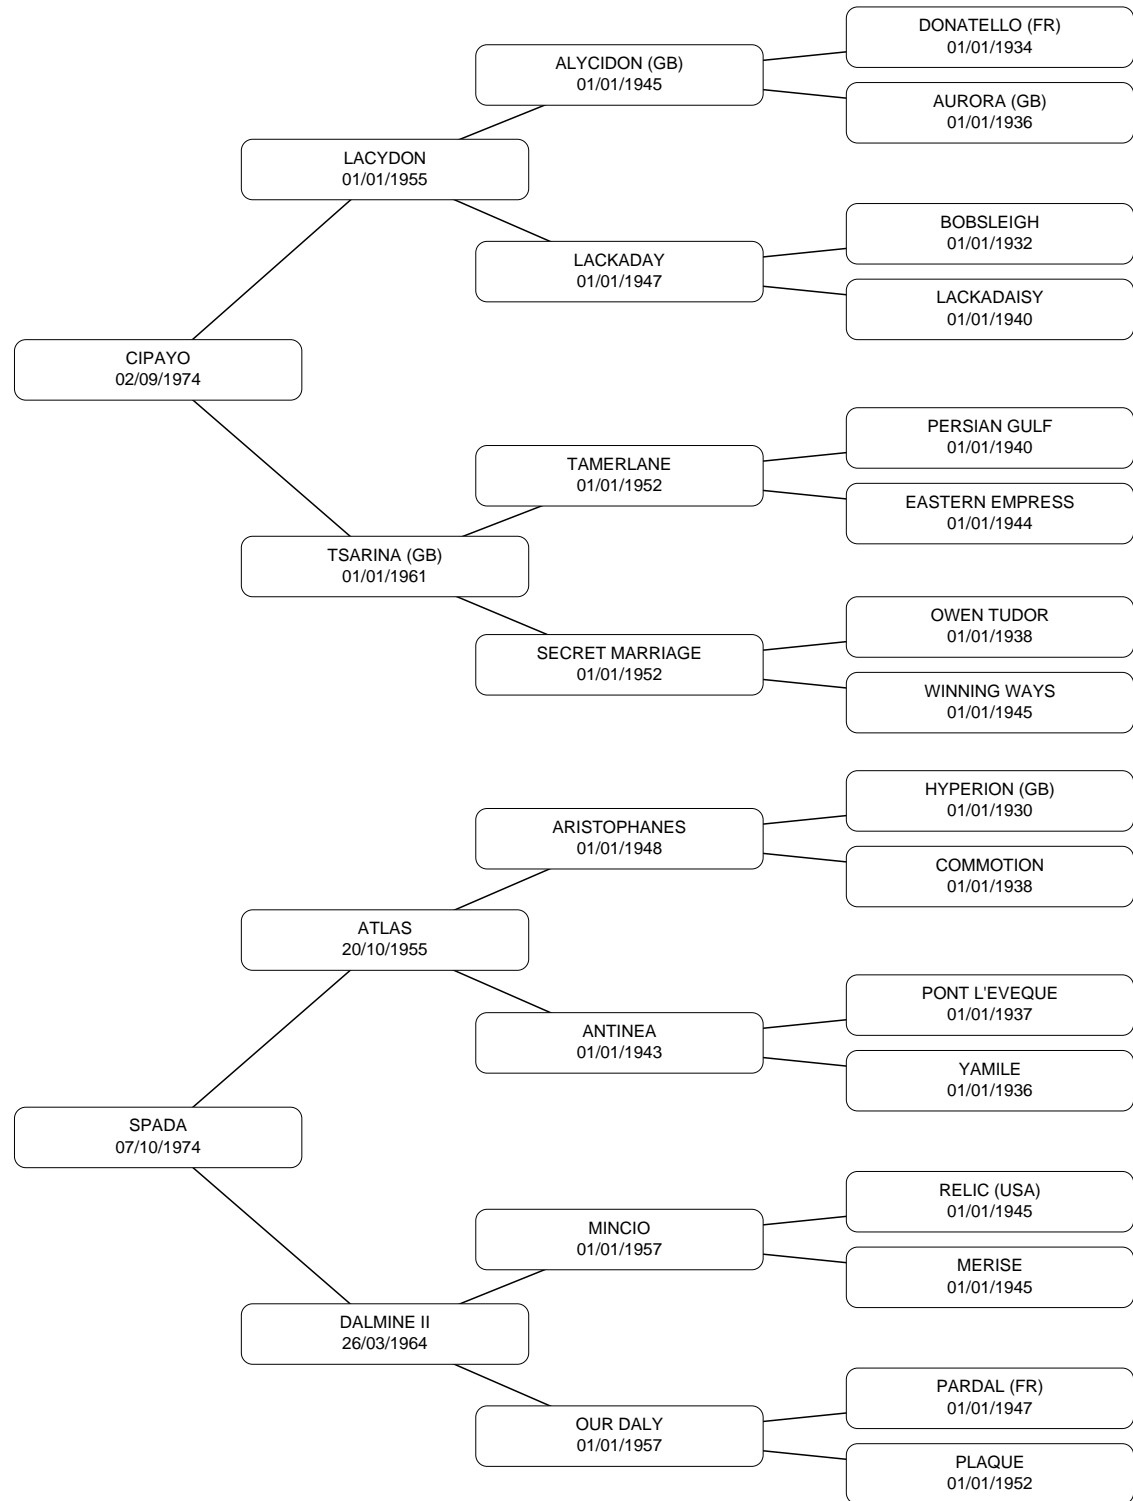 DONATELLO (FR)
01/01/1934
ALYCIDON (GB)
01/01/1945
AURORA (GB)
01/01/1936
LACYDON
01/01/1955
BOBSLEIGH
01/01/1932
LACKADAY
01/01/1947
LACKADAISY
01/01/1940
CIPAYO
02/09/1974
PERSIAN GULF
01/01/1940
TAMERLANE
01/01/1952
EASTERN EMPRESS
01/01/1944
TSARINA (GB)
01/01/1961
OWEN TUDOR
01/01/1938
SECRET MARRIAGE
01/01/1952
WINNING WAYS
01/01/1945
HYPERION (GB)
01/01/1930
ARISTOPHANES
01/01/1948
COMMOTION
01/01/1938
ATLAS
20/10/1955
PONT L'EVEQUE
01/01/1937
ANTINEA
01/01/1943
YAMILE
01/01/1936
SPADA
07/10/1974
RELIC (USA)
01/01/1945
MINCIO
01/01/1957
MERISE
01/01/1945
DALMINE II
26/03/1964
PARDAL (FR)
01/01/1947
OUR DALY
01/01/1957
PLAQUE
01/01/1952